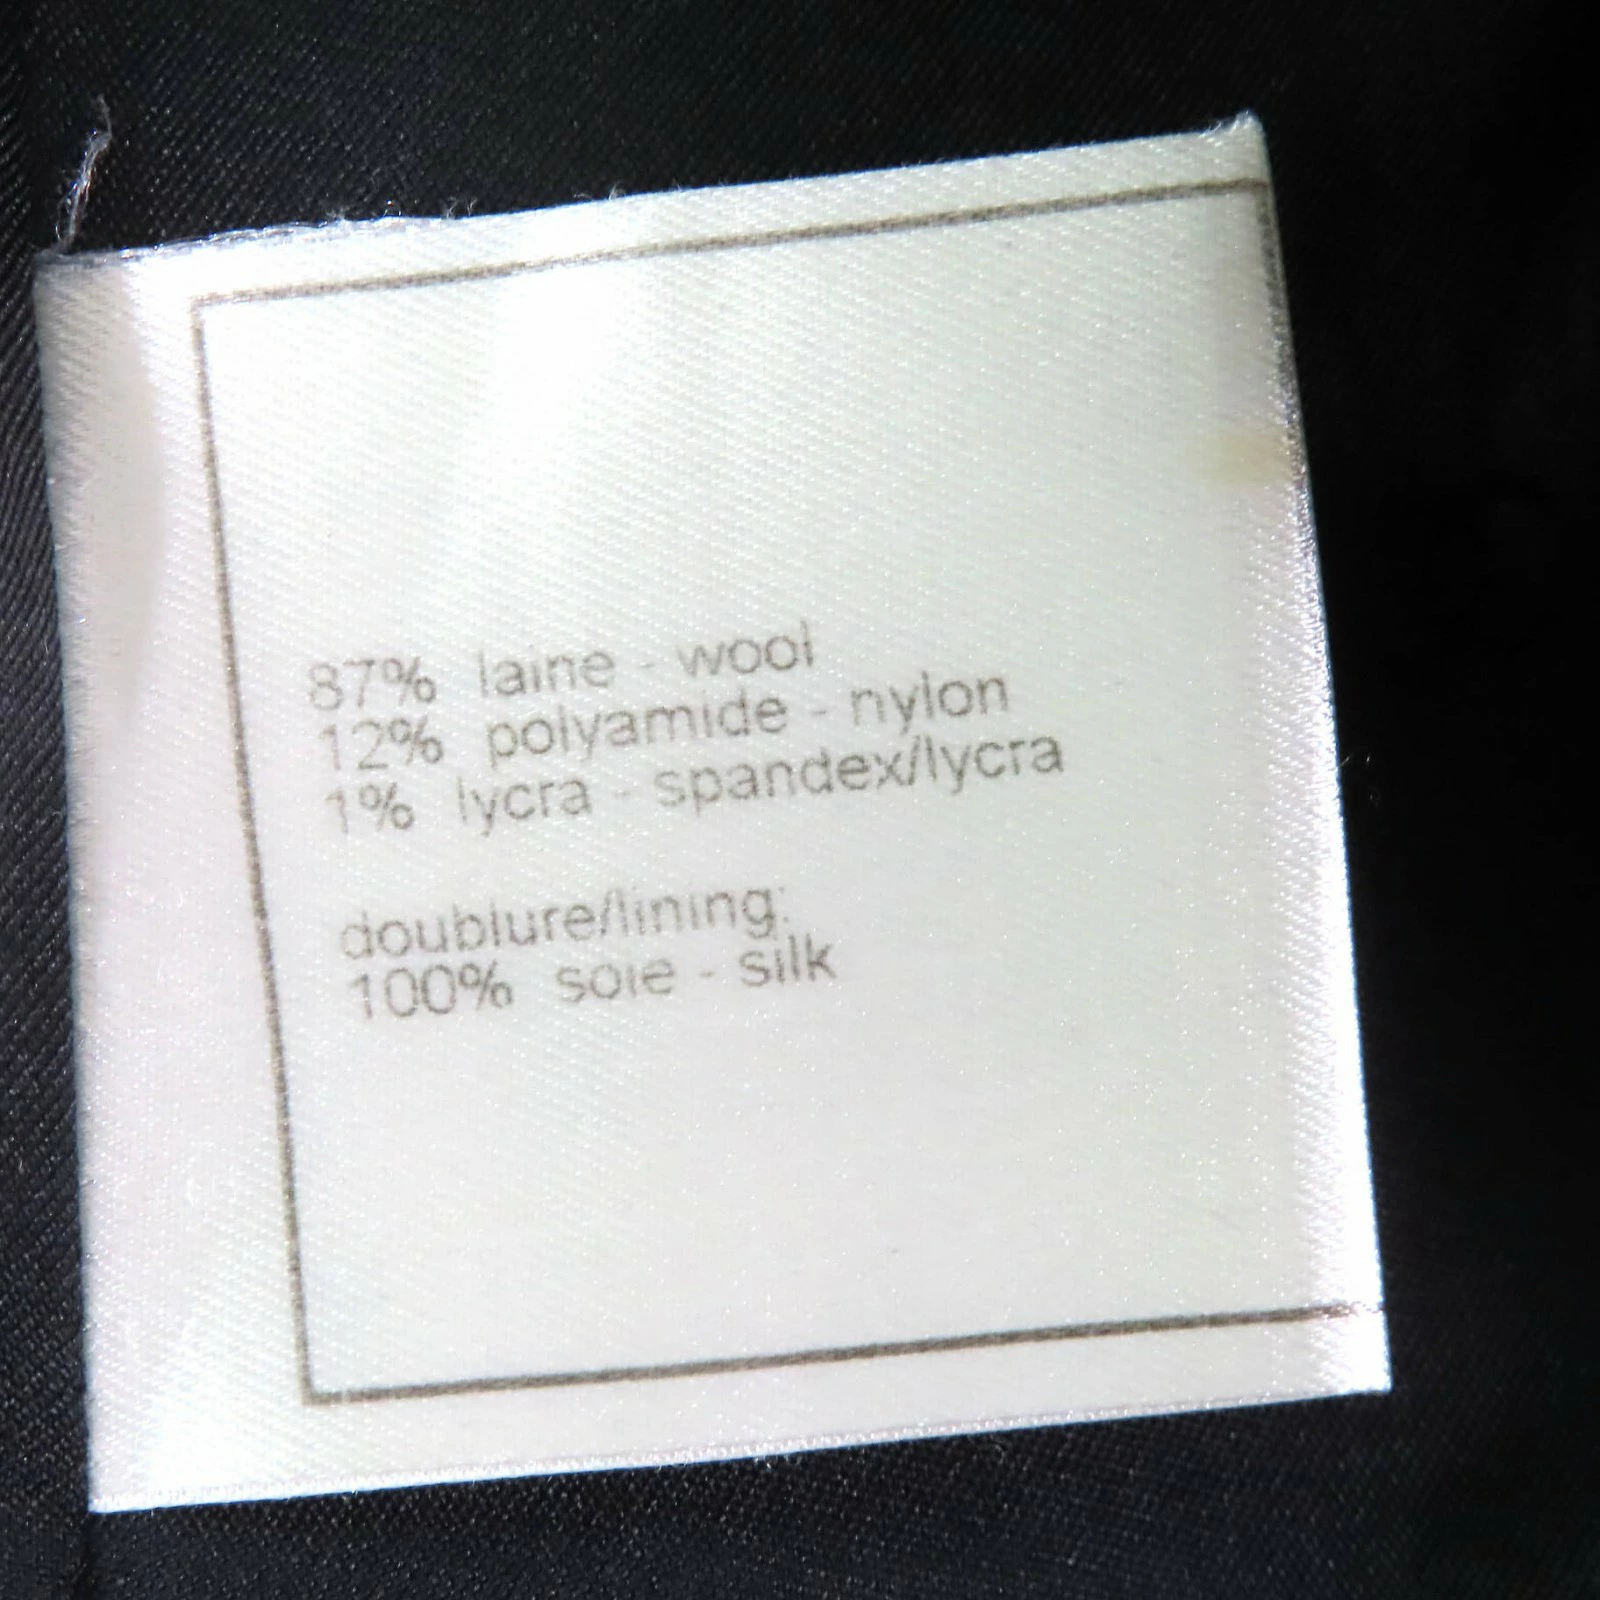 87% laine - wool
12% polyamide - nylon
1% lycra - spandex/lycra
doublure/lining:
100% soie - silk